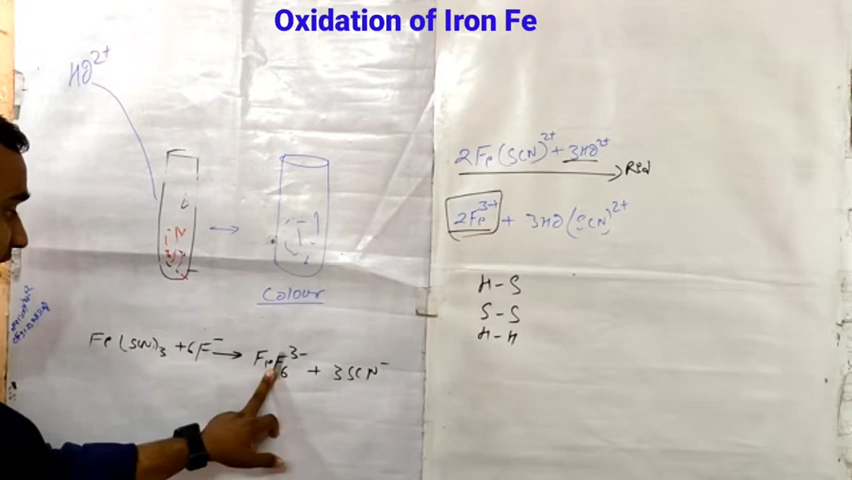 Oxidation of Iron Fe
Hg²⁺
2Fe(SCN)²⁺ + 3Hg²⁺
→ Red
2Fe³⁺ + 3Hg(SCN)²⁺
Colour
H-S
S-S
H-H
Fe(SCN)₃ + 6F⁻ → FeF₆³⁻ + 3SCN⁻